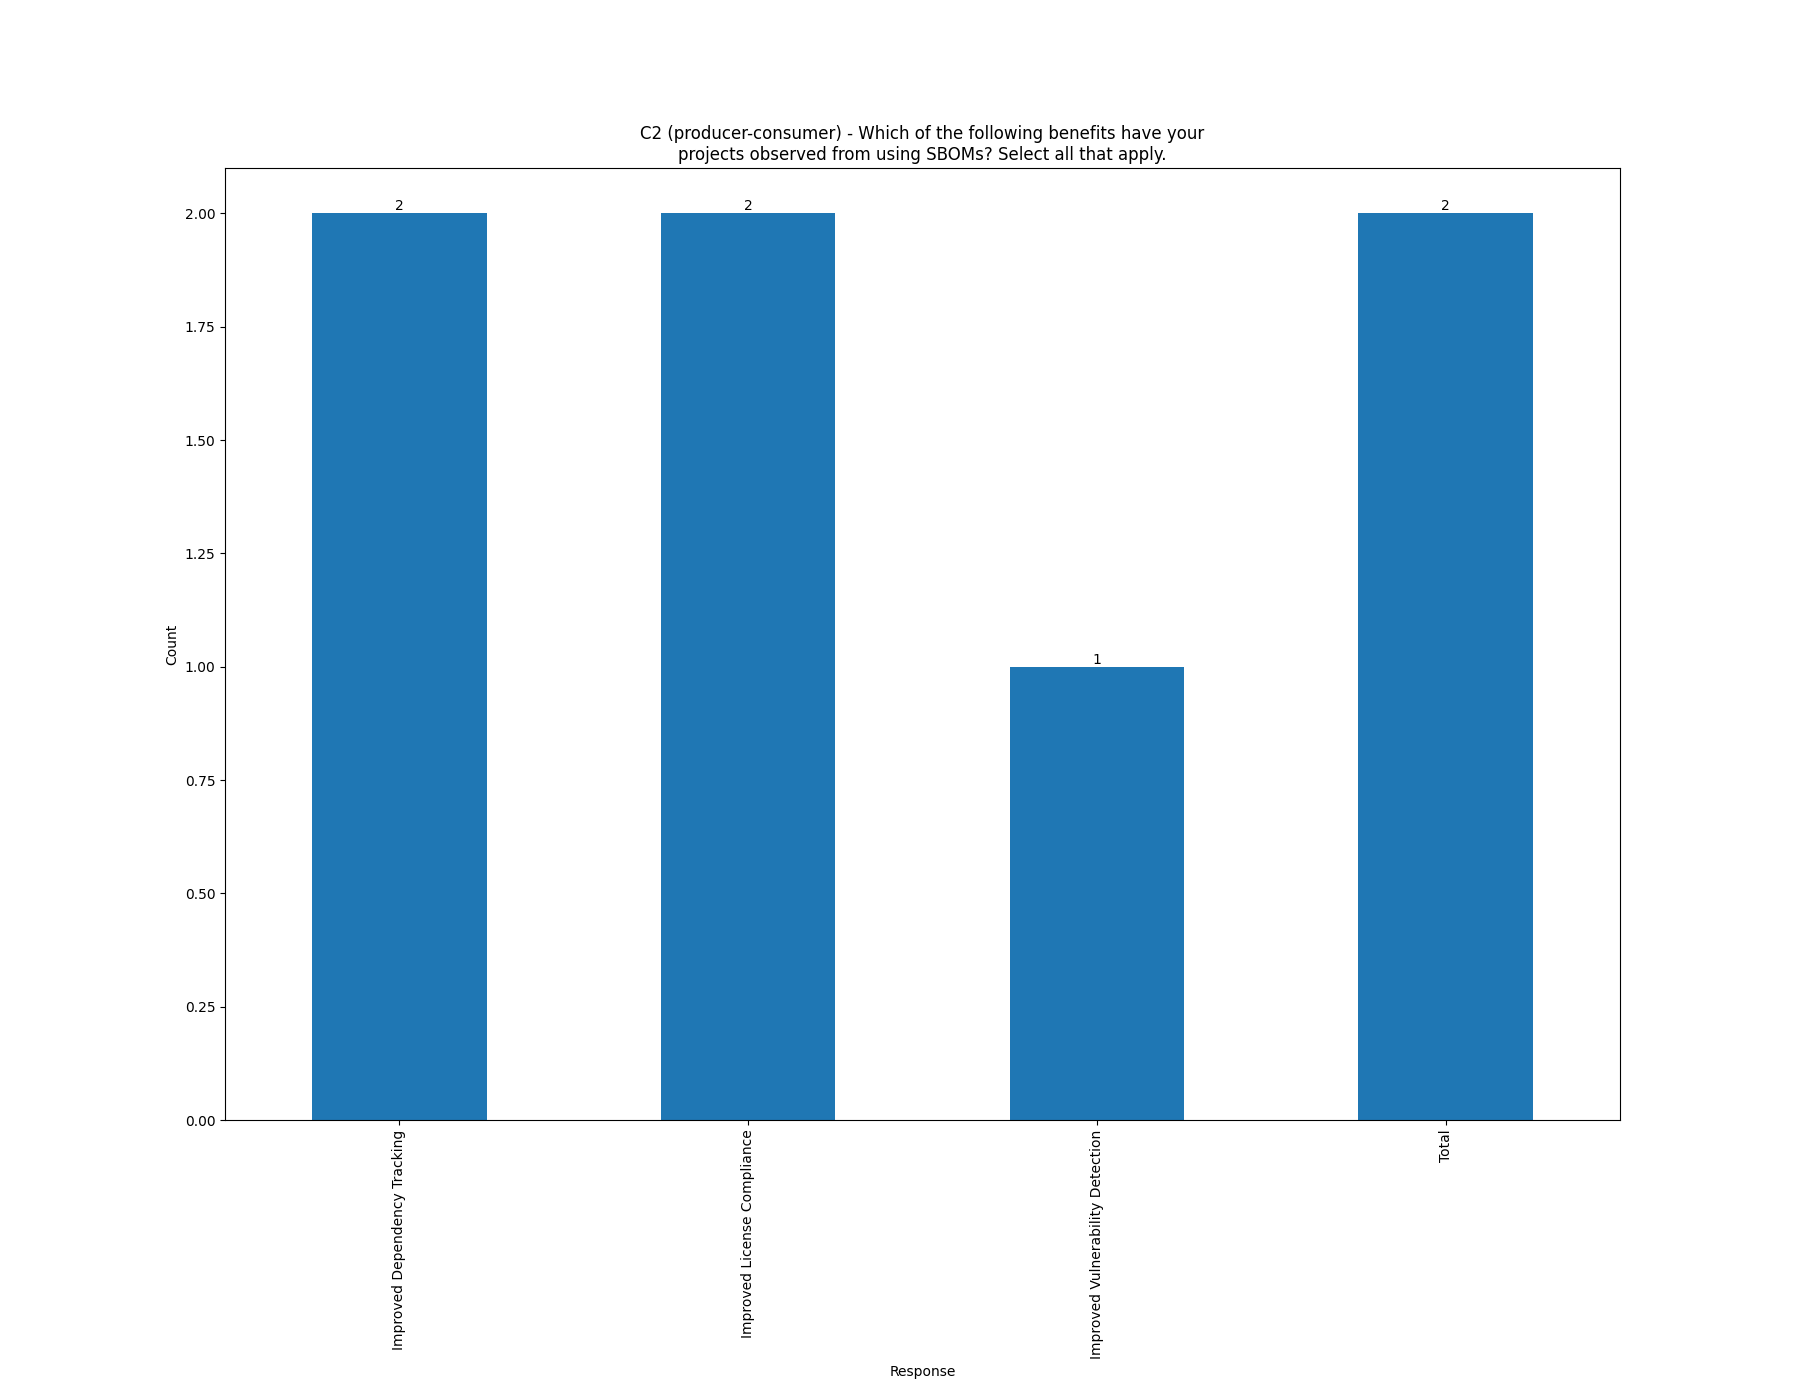 C2 (producer-consumer) - Which of the following benefits have your
projects observed from using SBOMs? Select all that apply.
2
2
1
2
2.00
1.75
1.50
1.25
1.00
0.75
0.50
0.25
0.00
Count
Improved Dependency Tracking
Improved License Compliance
Improved Vulnerability Detection
Total
Response